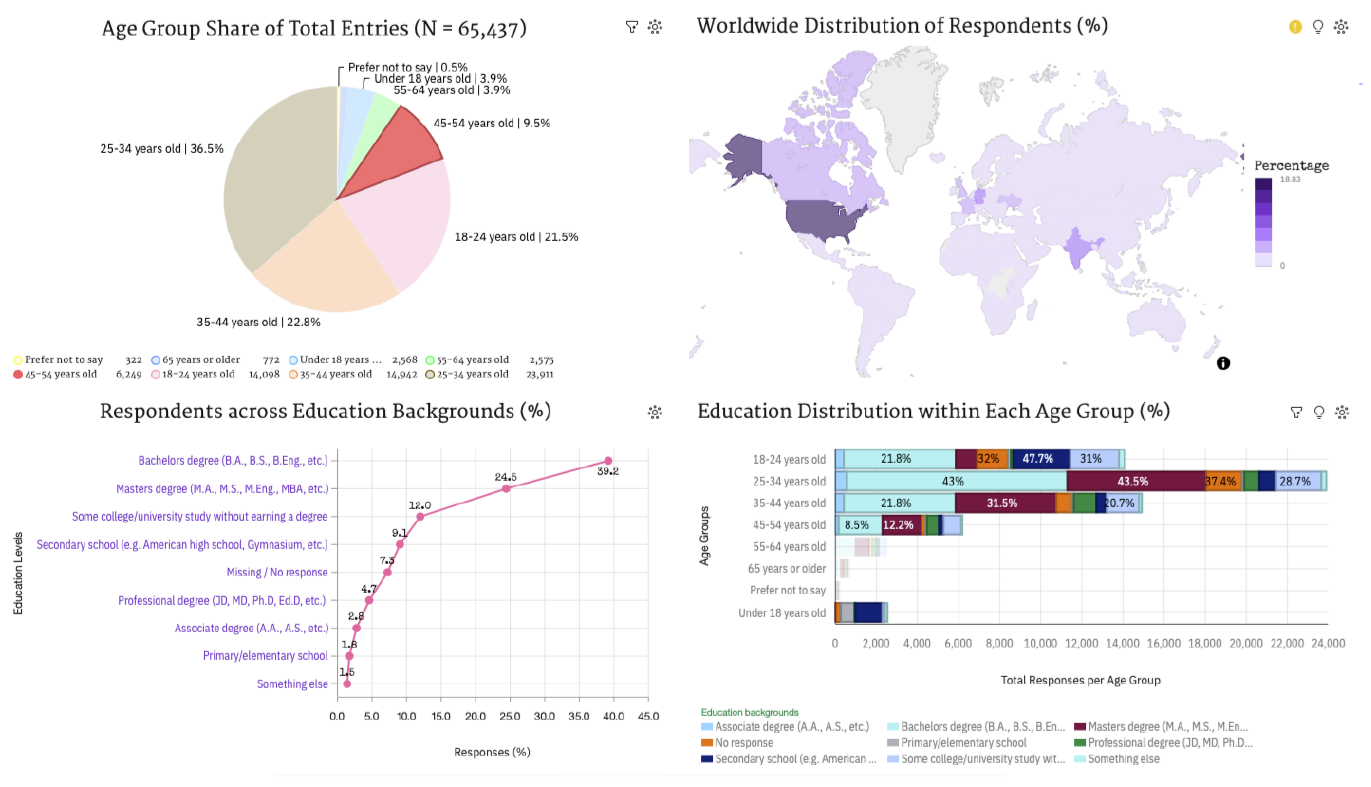 Age Group Share of Total Entries (N = 65,437)
Prefer not to say | 0.5%
Under 18 years old | 3.9%
55-64 years old | 3.9%
45-54 years old | 9.5%
25-34 years old | 36.5%
18-24 years old | 21.5%
35-44 years old | 22.8%
Prefer not to say 322 65 years or older 772 Under 18 years ... 2,568 55-64 years old 2,575
45-54 years old 6,249 18-24 years old 14,098 35-44 years old 14,942 25-34 years old 23,911
Worldwide Distribution of Respondents (%)
Percentage
18.83
0
Respondents across Education Backgrounds (%)
Education Levels
Bachelors degree (B.A., B.S., B.Eng., etc.) 39.2
Masters degree (M.A., M.S., M.Eng., MBA, etc.) 24.5
Some college/university study without earning a degree 12.0
Secondary school (e.g. American high school, Gymnasium, etc.) 9.1
Missing / No response 7.3
Professional degree (JD, MD, Ph.D, Ed.D, etc.) 4.7
Associate degree (A.A., A.S., etc.) 2.8
Primary/elementary school 1.8
Something else 1.5
0.0 5.0 10.0 15.0 20.0 25.0 30.0 35.0 40.0 45.0
Responses (%)
Education Distribution within Each Age Group (%)
Age Groups
18-24 years old 21.8% 32% 47.7% 31%
25-34 years old 43% 43.5% 37.4% 28.7%
35-44 years old 21.8% 31.5% 20.7%
45-54 years old 8.5% 12.2%
55-64 years old
65 years or older
Prefer not to say
Under 18 years old
0 2,000 4,000 6,000 8,000 10,000 12,000 14,000 16,000 18,000 20,000 22,000 24,000
Total Responses per Age Group
Education backgrounds
Associate degree (A.A., A.S., etc.) Bachelors degree (B.A., B.S., B.En... Masters degree (M.A., M.S., M.En...
No response Primary/elementary school Professional degree (JD, MD, Ph.D...
Secondary school (e.g. American ... Some college/university study wit... Something else